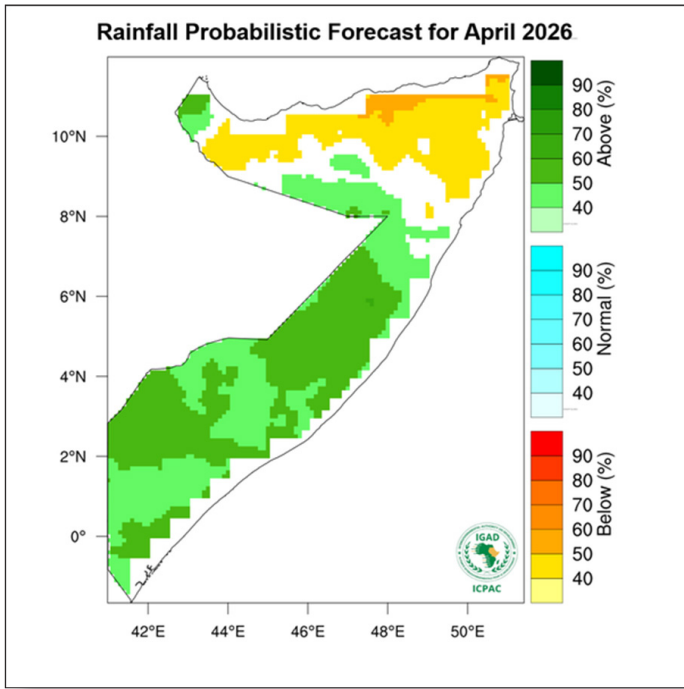 Rainfall Probabilistic Forecast for April 2026
10°N
8°N
6°N
4°N
2°N
0°
42°E
44°E
46°E
48°E
50°E
90
80
70
60
50
40
Above (%)
90
80
70
60
50
40
Normal (%)
90
80
70
60
50
40
Below (%)
IGAD
ICPAC